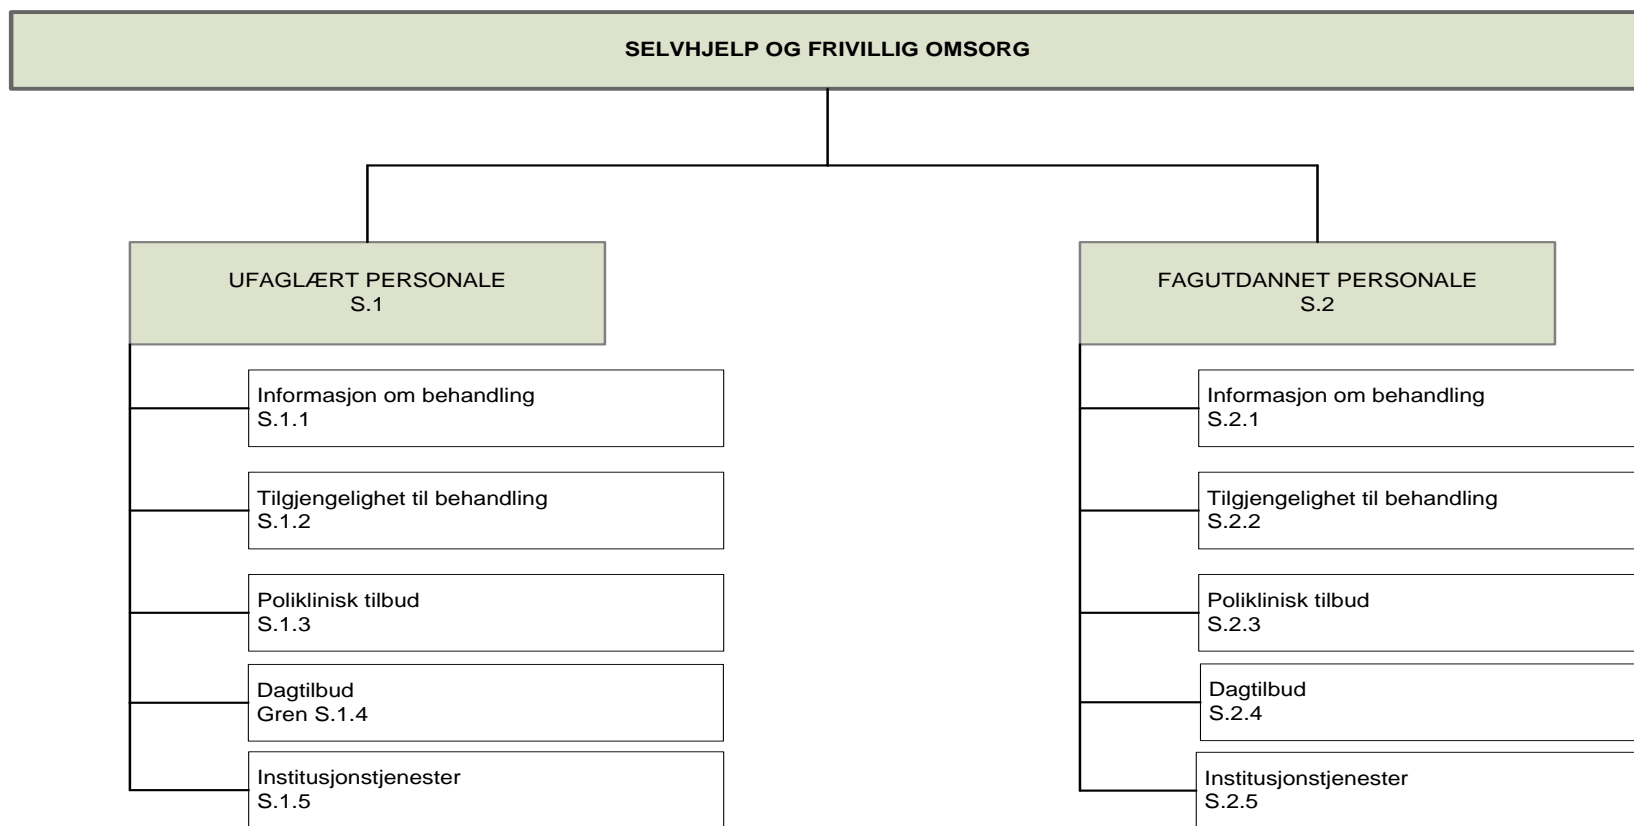 SELVHJELP OG FRIVILLIG OMSORG
UFAGLÆRT PERSONALE
S.1
Informasjon om behandling
S.1.1
Tilgjengelighet til behandling
S.1.2
Poliklinisk tilbud
S.1.3
Dagtilbud
Gren S.1.4
Institusjonstjenester
S.1.5
FAGUTDANNET PERSONALE
S.2
Informasjon om behandling
S.2.1
Tilgjengelighet til behandling
S.2.2
Poliklinisk tilbud
S.2.3
Dagtilbud
S.2.4
Institusjonstjenester
S.2.5